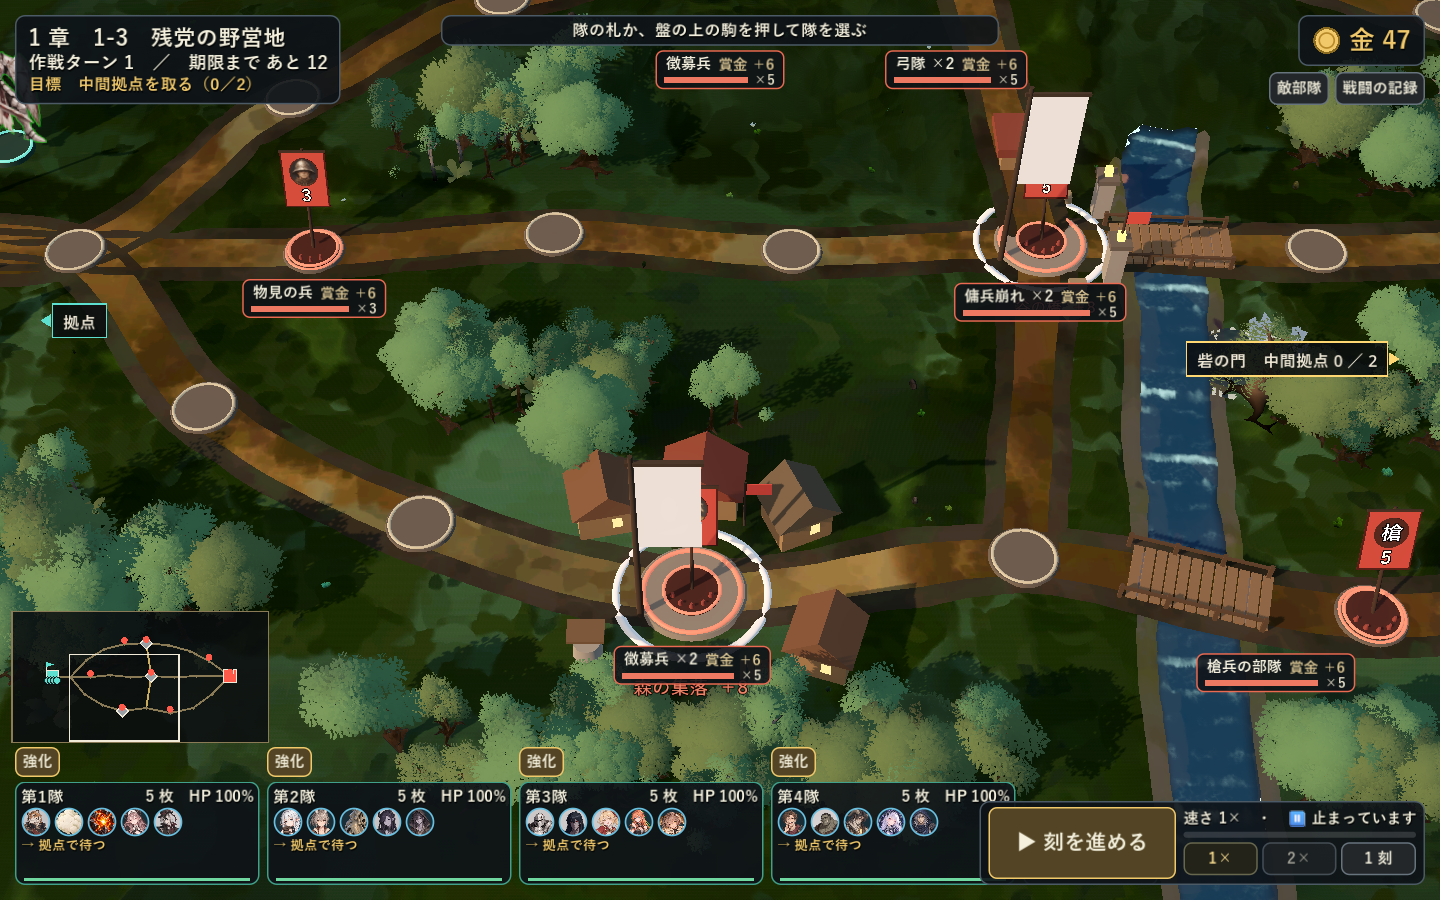 1 章　1-3　残党の野営地
作戦ターン 1　／　期限まで あと 12
目標　中間拠点を取る（0／2）
隊の札か、盤の上の駒を押して隊を選ぶ
金 47
敵部隊
戦闘の記録
徴募兵 賞金 +6
×5
弓隊 ×2 賞金 +6
×5
3
物見の兵 賞金 +6
×3
5
傭兵崩れ ×2 賞金 +6
×5
拠点
砦の門　中間拠点 0 ／ 2
槍
5
徴募兵 ×2 賞金 +6
×5
森の集落 +8
槍兵の部隊 賞金 +6
×5
強化
強化
強化
強化
第1隊 5 枚 HP 100%
→ 拠点で待つ
第2隊 5 枚 HP 100%
→ 拠点で待つ
第3隊 5 枚 HP 100%
→ 拠点で待つ
第4隊 5 枚 HP 100%
→ 拠点で待つ
▶ 刻を進める
速さ 1×　・　⏸ 止まっています
1×
2×
1 刻